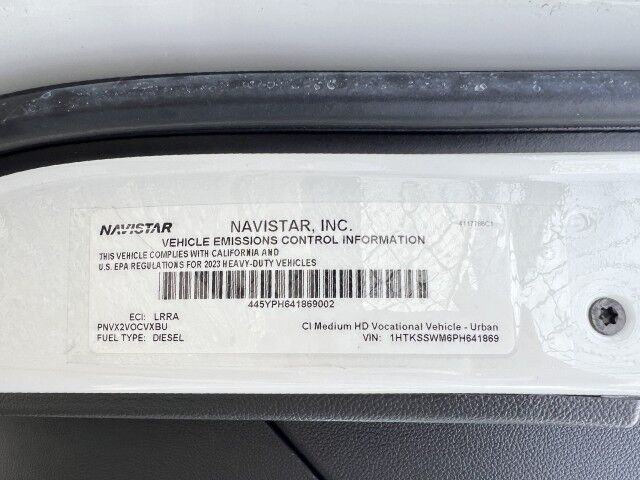 NAVISTAR NAVISTAR, INC. 4117786C1
VEHICLE EMISSIONS CONTROL INFORMATION
THIS VEHICLE COMPLIES WITH CALIFORNIA AND
U.S. EPA REGULATIONS FOR 2023 HEAVY-DUTY VEHICLES
445YPH641869002
ECI: LRRA
PNVX2VOCVXBU CI Medium HD Vocational Vehicle - Urban
FUEL TYPE: DIESEL VIN: 1HTKSSWM6PH641869